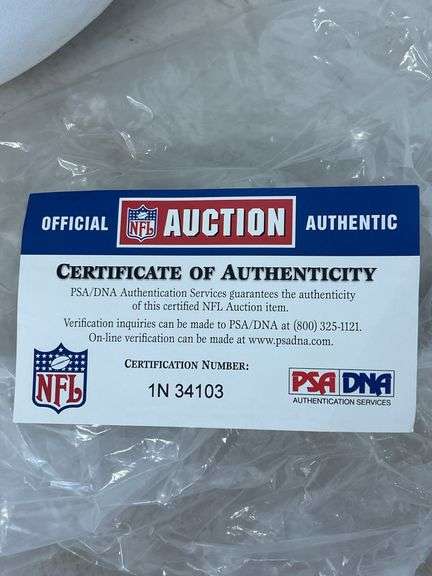 OFFICIAL NFL AUCTION AUTHENTIC
CERTIFICATE OF AUTHENTICITY
PSA/DNA Authentication Services guarantees the authenticity
of this certified NFL Auction item.
Verification inquiries can be made to PSA/DNA at (800) 325-1121.
On-line verification can be made at www.psadna.com.
CERTIFICATION NUMBER:
1N 34103
NFL
PSA DNA
AUTHENTICATION SERVICES